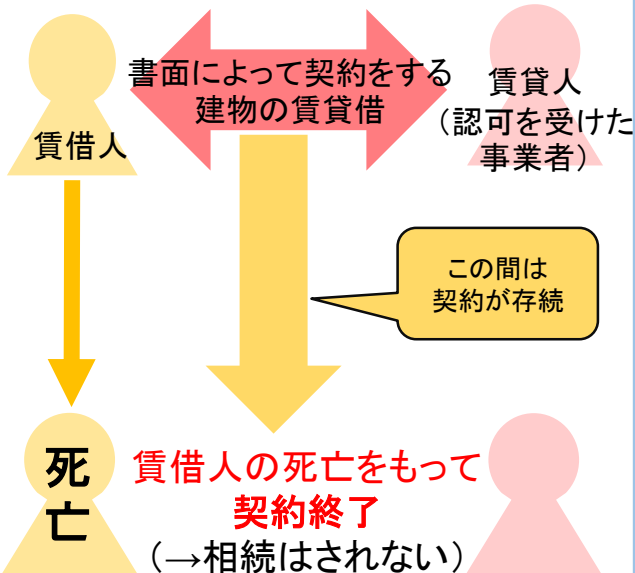 書面によって契約をする
建物の賃貸借
賃借人
賃貸人
（認可を受けた
事業者）
この間は
契約が存続
死
亡
賃借人の死亡をもって
契約終了
（→相続はされない）